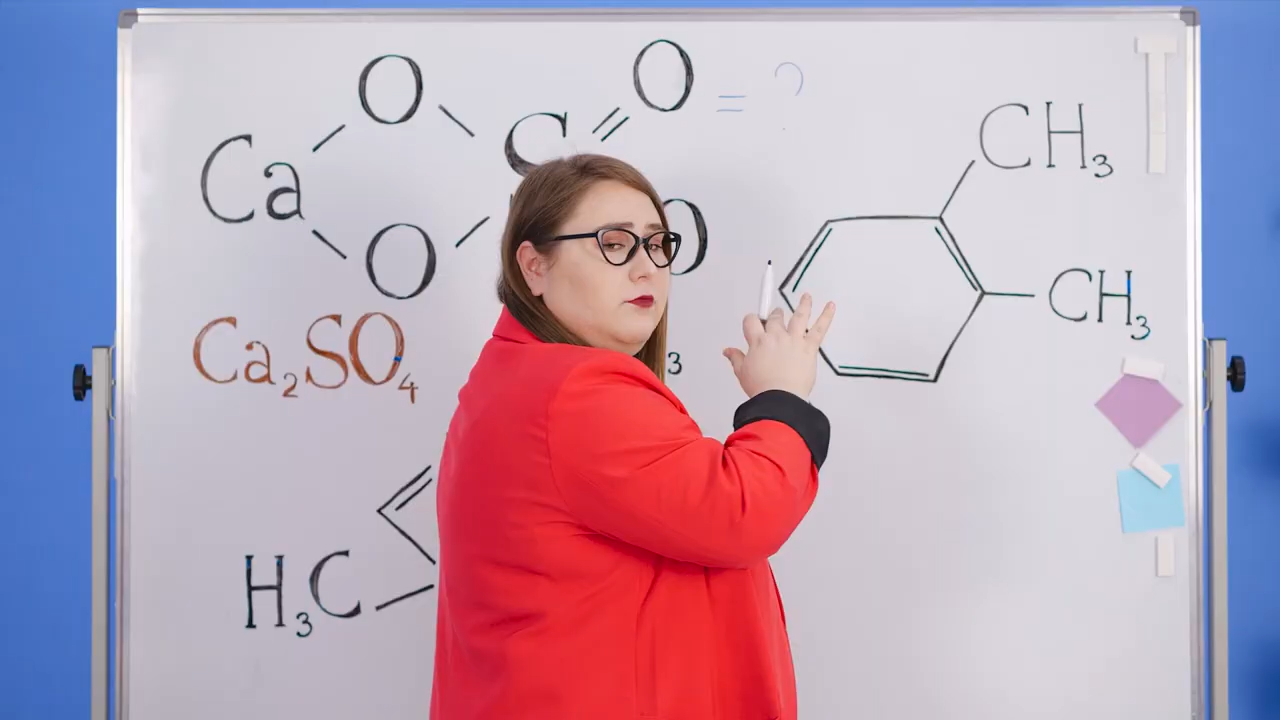 O O = ?
Ca C
O O
CH₃
CH₃
Ca₂SO₄ ₃
H₃C